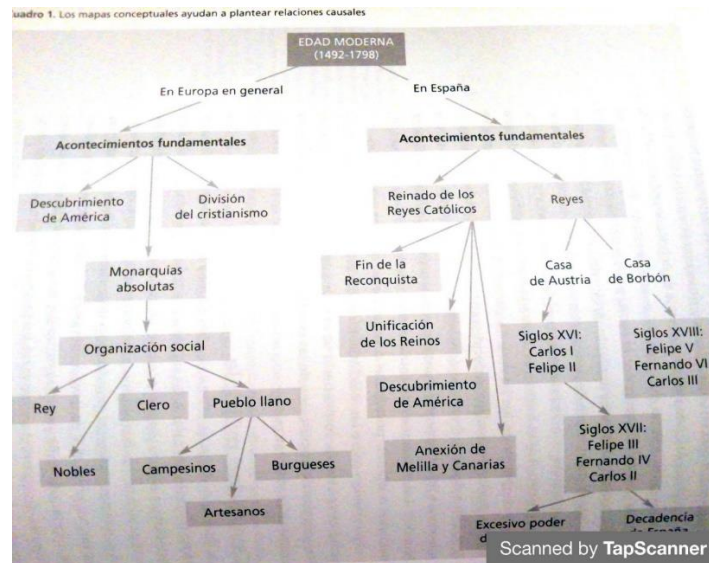 uadro 1. Los mapas conceptuales ayudan a plantear relaciones causales
EDAD MODERNA
(1492-1798)
En Europa en general
En España
Acontecimientos fundamentales
Acontecimientos fundamentales
Descubrimiento
de América
División
del cristianismo
Reinado de los
Reyes Católicos
Reyes
Monarquías
absolutas
Fin de la
Reconquista
Casa
de Austria
Casa
de Borbón
Organización social
Unificación
de los Reinos
Siglos XVI:
Carlos I
Felipe II
Siglos XVIII:
Felipe V
Fernando VI
Carlos III
Rey
Clero
Pueblo llano
Descubrimiento
de América
Nobles
Campesinos
Burgueses
Anexión de
Melilla y Canarias
Siglos XVII:
Felipe III
Fernando IV
Carlos II
Artesanos
Excesivo poder
Decadencia
de España
Scanned by TapScanner